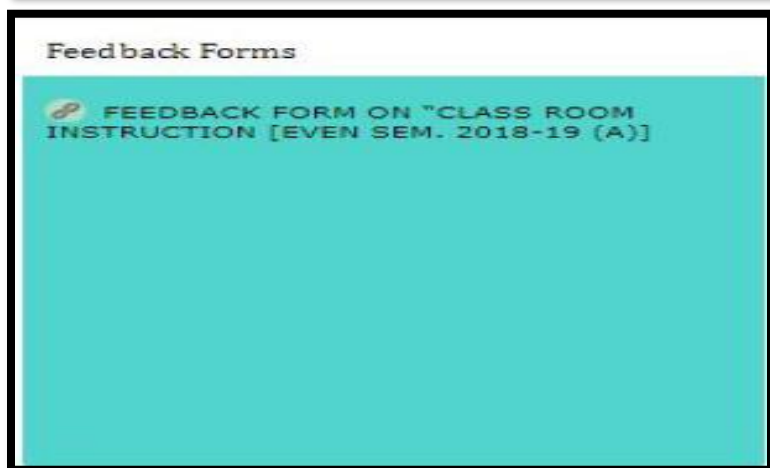 Feedback Forms
FEEDBACK FORM ON "CLASS ROOM
INSTRUCTION [EVEN SEM. 2018-19 (A)]